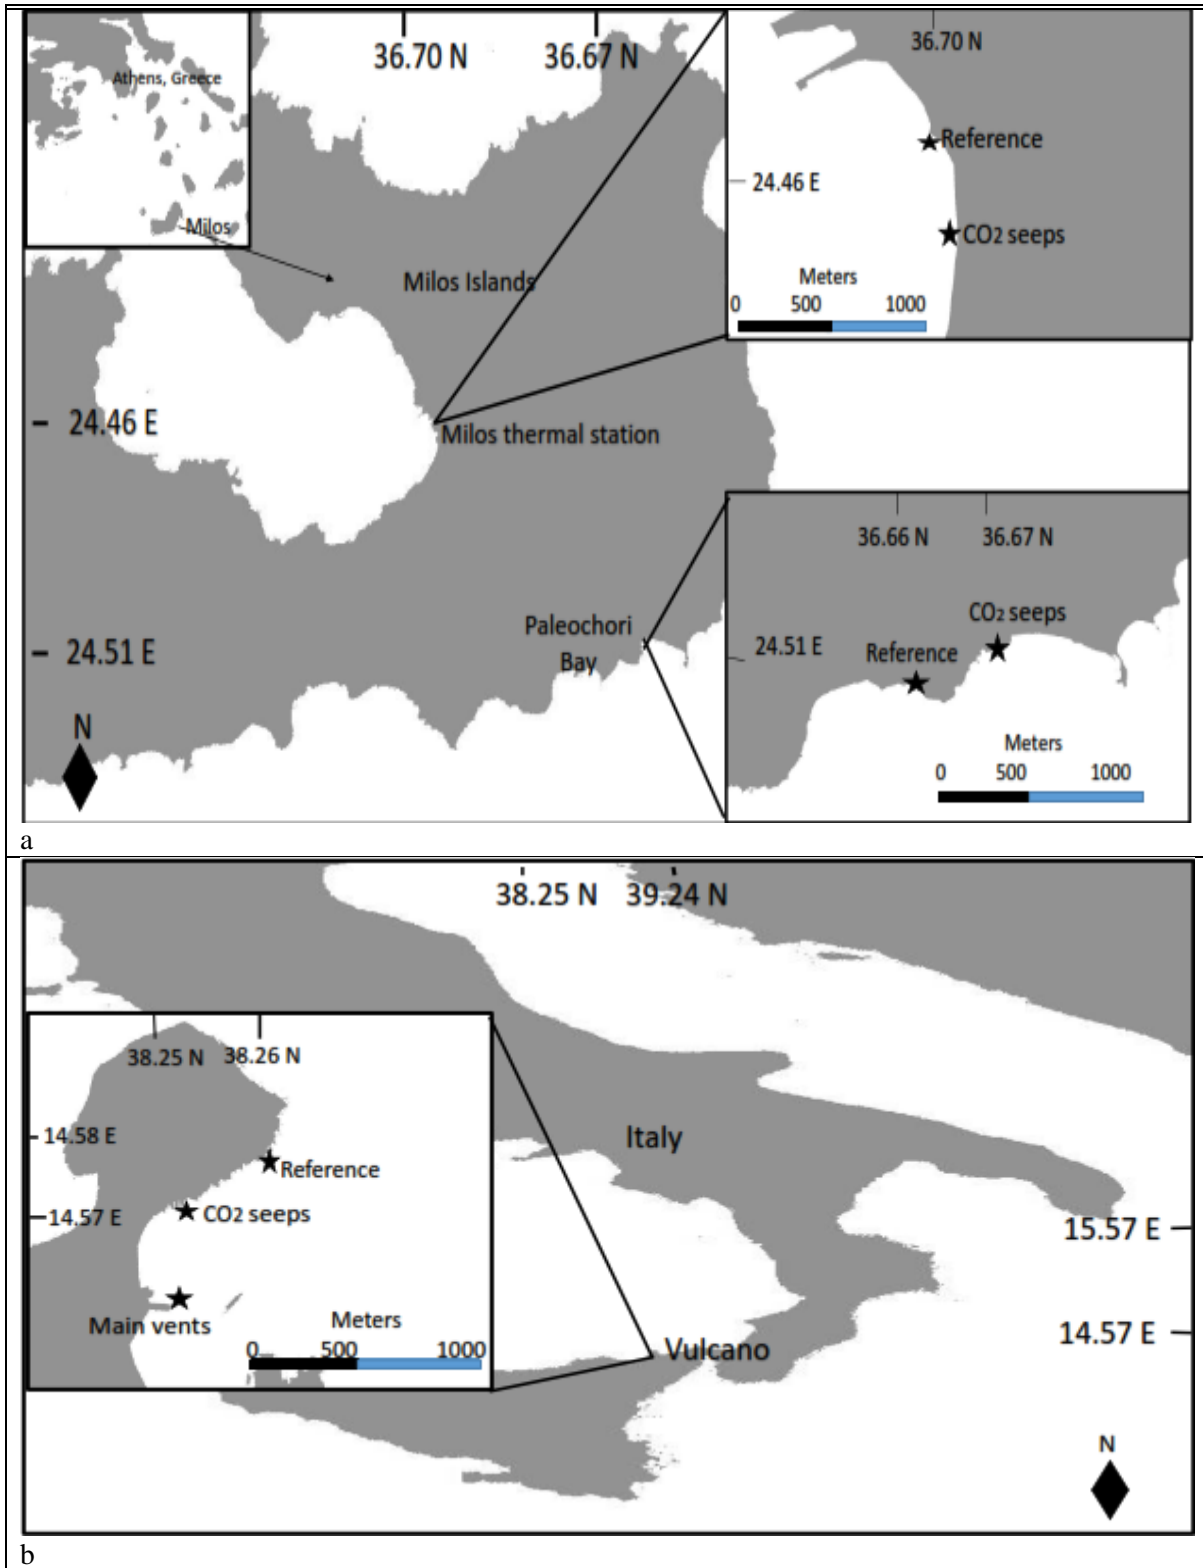 36.70 N
36.67 N
Athens, Greece
Milos
Milos Islands
24.46 E
Milos thermal station
24.51 E
Paleochori
Bay
N
36.70 N
Reference
24.46 E
CO2 seeps
Meters
0 500 1000
36.66 N 36.67 N
CO2 seeps
24.51 E
Reference
Meters
0 500 1000
a
38.25 N 39.24 N
38.25 N 38.26 N
14.58 E
Reference
14.57 E
CO2 seeps
Main vents
Meters
0 500 1000
Italy
15.57 E
14.57 E
Vulcano
N
b